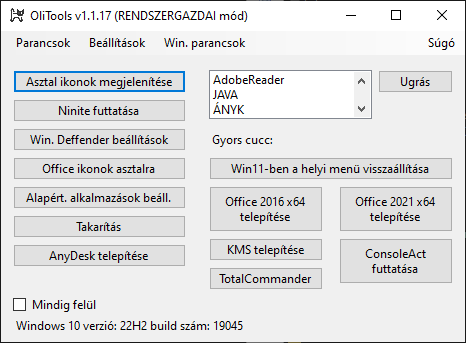 OliTools v1.1.17 (RENDSZERGAZDAI mód)
Parancsok Beállítások Win. parancsok Súgó
Asztal ikonok megjelenítése
Ninite futtatása
Win. Deffender beállítások
Office ikonok asztalra
Alapért. alkalmazások beáll.
Takarítás
AnyDesk telepítése
AdobeReader
JAVA
ÁNYK
Ugrás
Gyors cucc:
Win11-ben a helyi menü visszaállítása
Office 2016 x64
telepítése
Office 2021 x64
telepítése
KMS telepítése
TotalCommander
ConsoleAct
futtatása
Mindig felül
Windows 10 verzió: 22H2 build szám: 19045